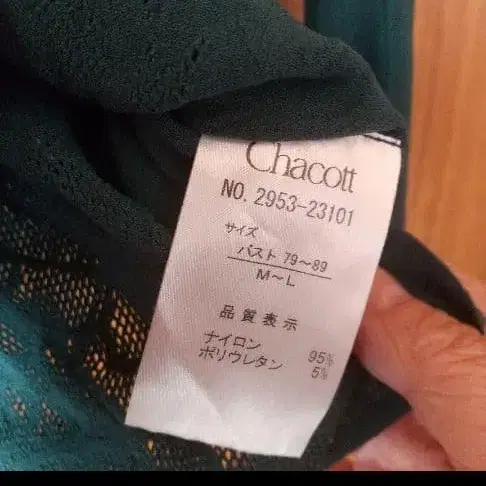 Chacott
NO. 2953-23101
サイズ
バスト 79～89
M～L
品質表示
ナイロン 95%
ポリウレタン 5%